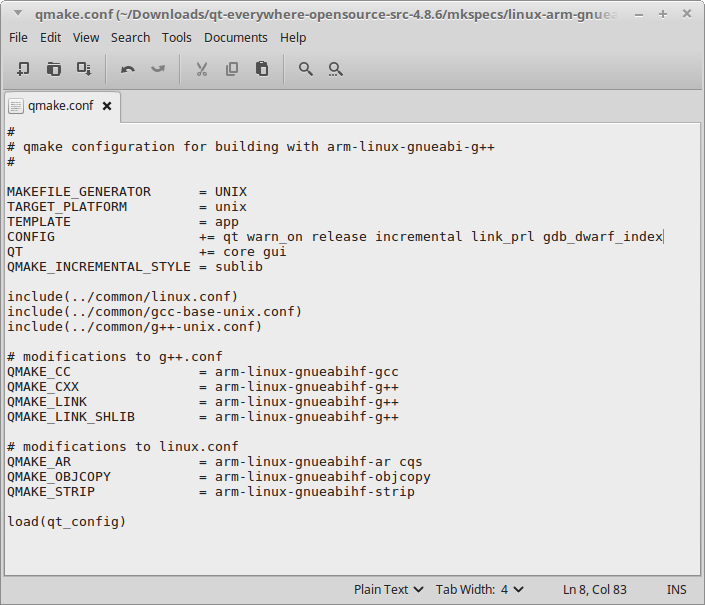 qmake.conf (~/Downloads/qt-everywhere-opensource-src-4.8.6/mkspecs/linux-arm-gnuea
File Edit View Search Tools Documents Help
qmake.conf
#
# qmake configuration for building with arm-linux-gnueabi-g++
#
MAKEFILE_GENERATOR = UNIX
TARGET_PLATFORM = unix
TEMPLATE = app
CONFIG += qt warn_on release incremental link_prl gdb_dwarf_index
QT += core gui
QMAKE_INCREMENTAL_STYLE = sublib
include(../common/linux.conf)
include(../common/gcc-base-unix.conf)
include(../common/g++-unix.conf)
# modifications to g++.conf
QMAKE_CC = arm-linux-gnueabihf-gcc
QMAKE_CXX = arm-linux-gnueabihf-g++
QMAKE_LINK = arm-linux-gnueabihf-g++
QMAKE_LINK_SHLIB = arm-linux-gnueabihf-g++
# modifications to linux.conf
QMAKE_AR = arm-linux-gnueabihf-ar cqs
QMAKE_OBJCOPY = arm-linux-gnueabihf-objcopy
QMAKE_STRIP = arm-linux-gnueabihf-strip
load(qt_config)
Plain Text Tab Width: 4 Ln 8, Col 83 INS